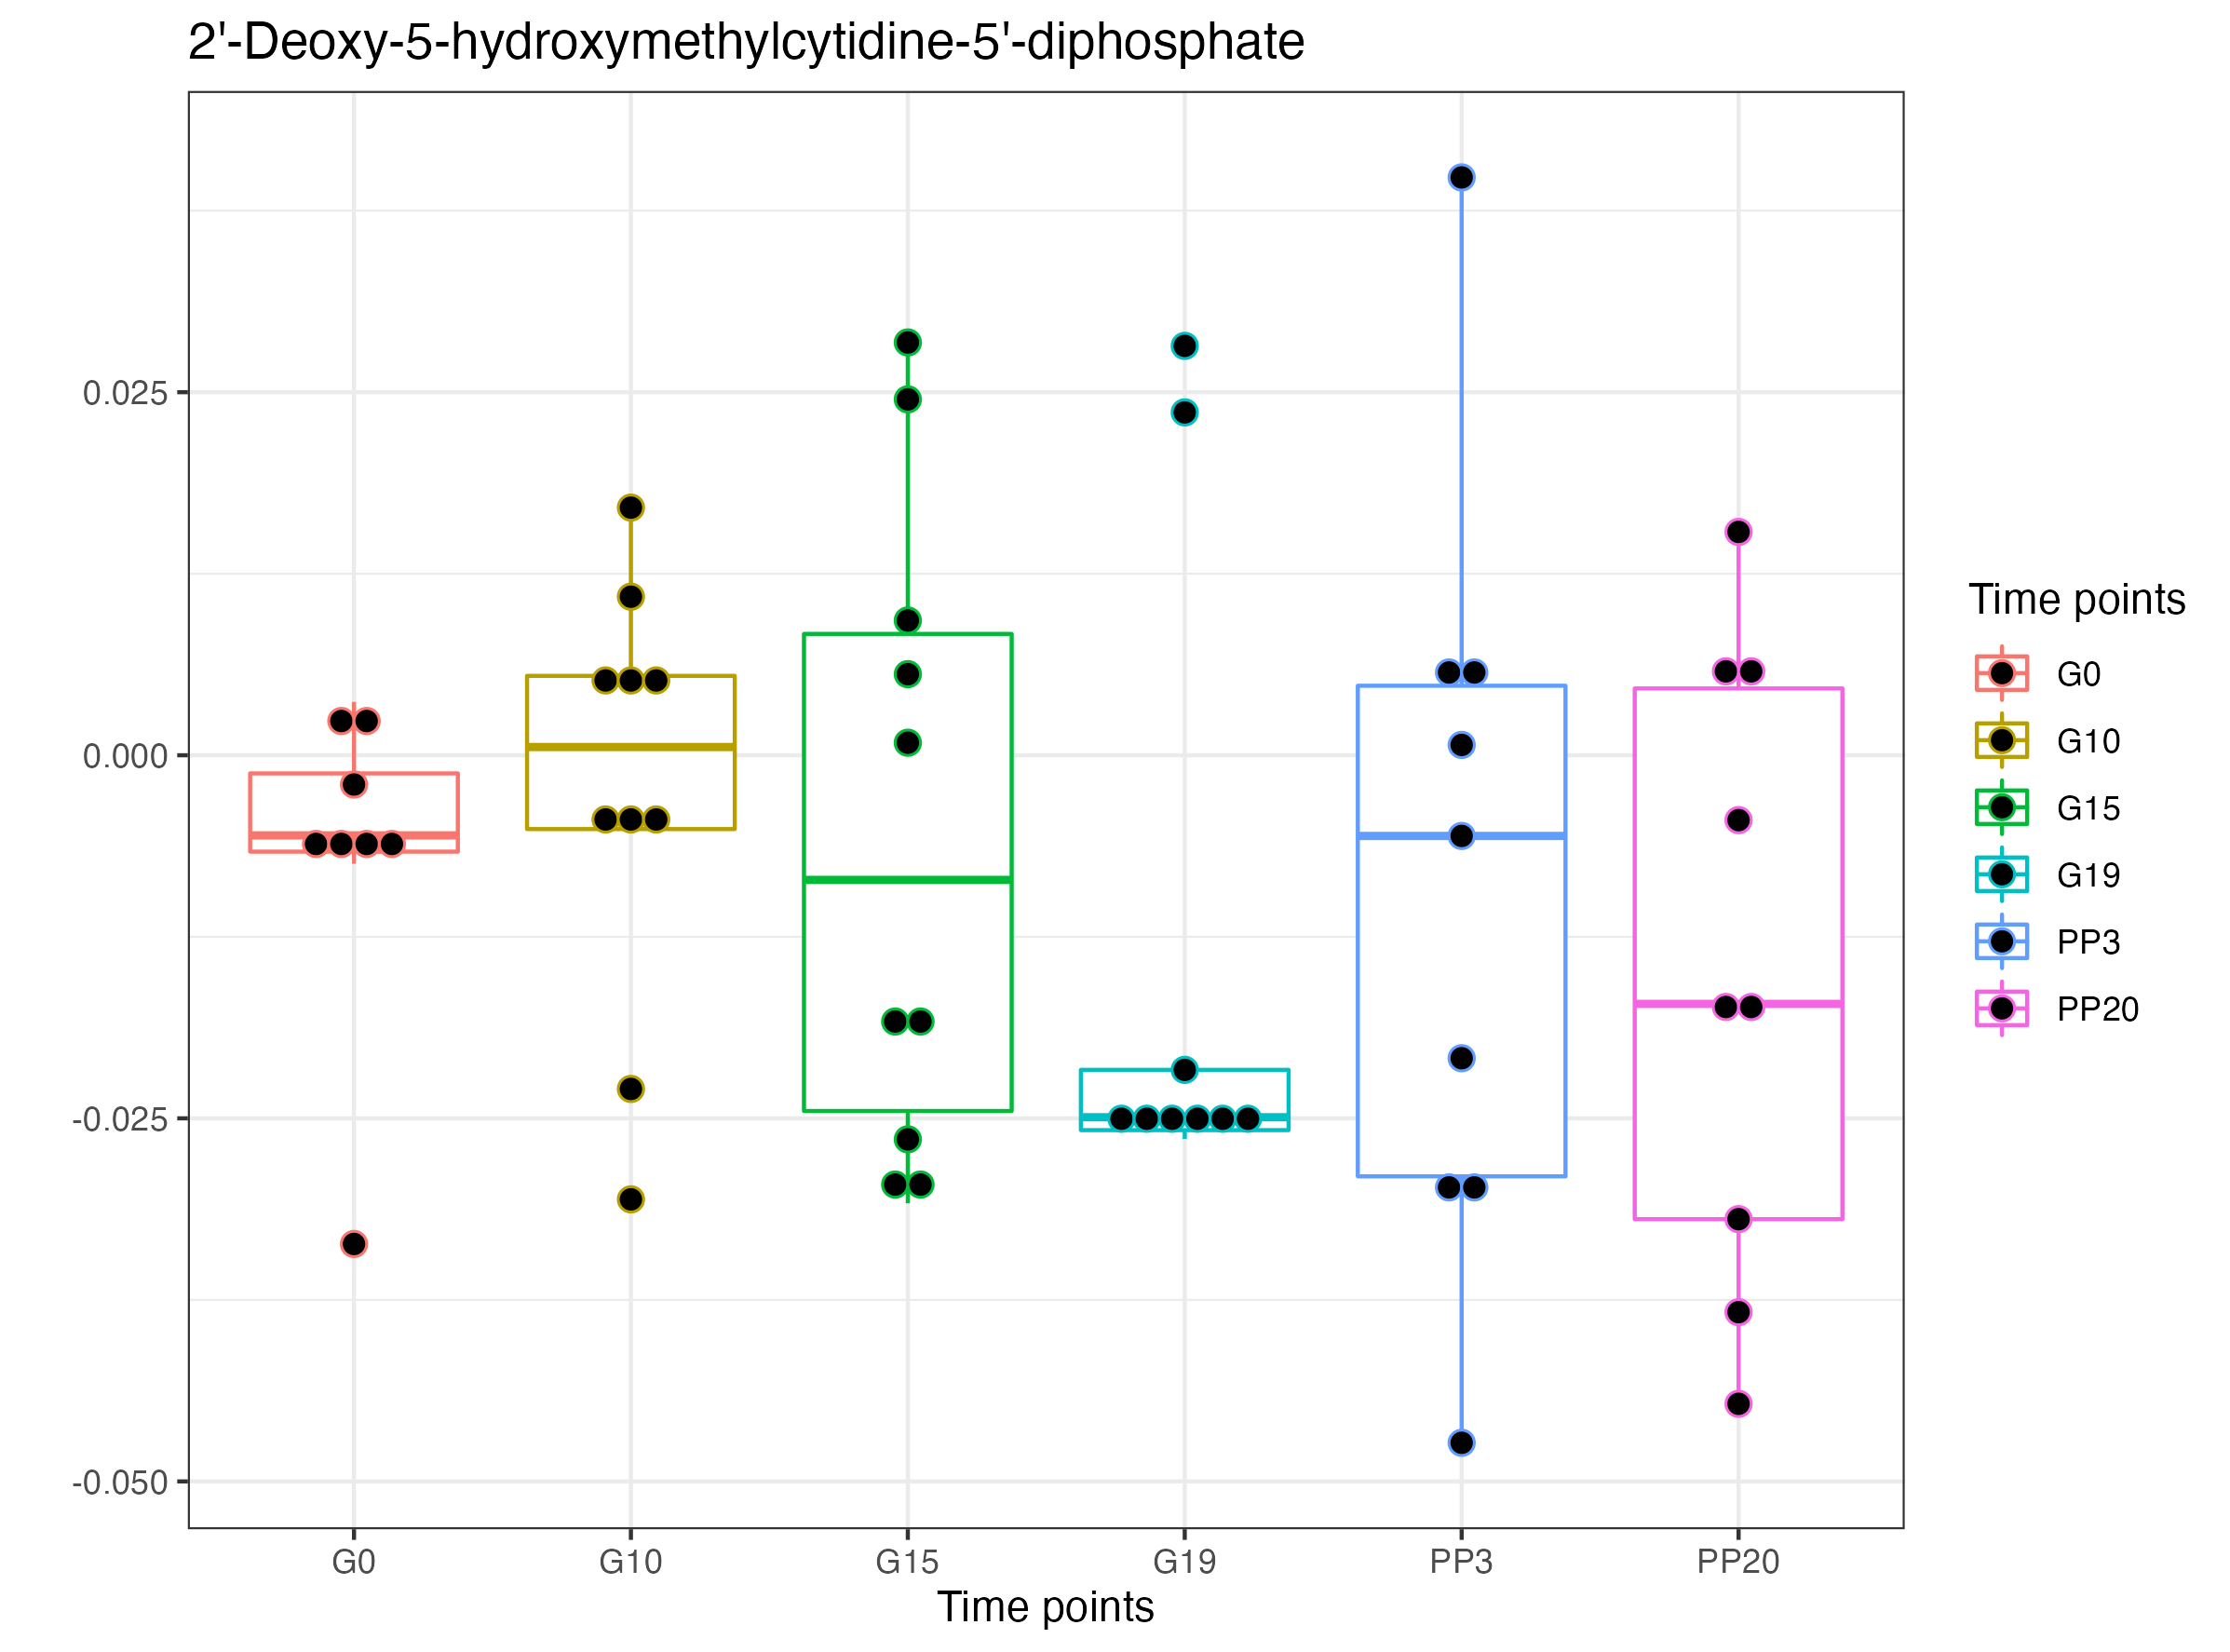 2'-Deoxy-5-hydroxymethylcytidine-5'-diphosphate
0.025
0.000
-0.025
-0.050
G0 G10 G15 G19 PP3 PP20
Time points
Time points
G0
G10
G15
G19
PP3
PP20